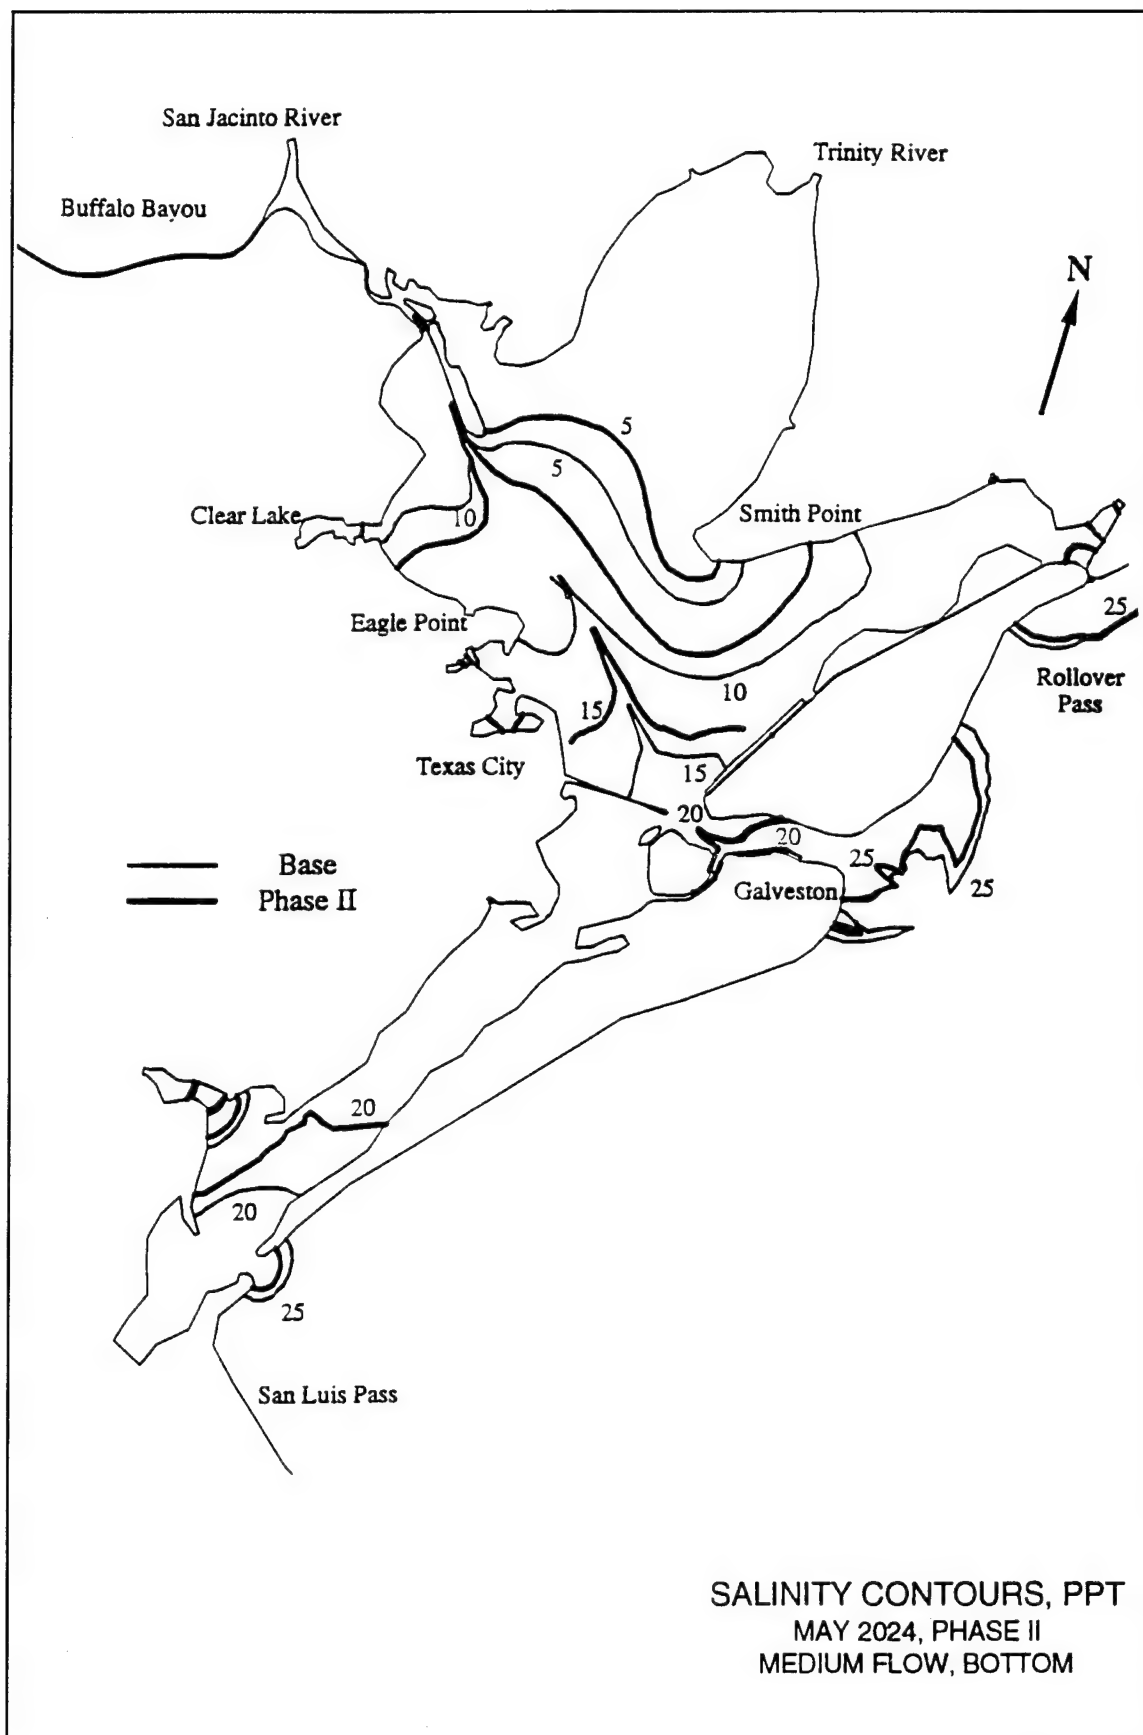 San Jacinto River
Trinity River
Buffalo Bayou
N
5
5
Clear Lake
10
Smith Point
25
Eagle Point
Rollover
Pass
10
15
Texas City
15
20
20
Base
25
Phase II
Galveston
25
20
20
25
San Luis Pass
SALINITY CONTOURS, PPT
MAY 2024, PHASE II
MEDIUM FLOW, BOTTOM